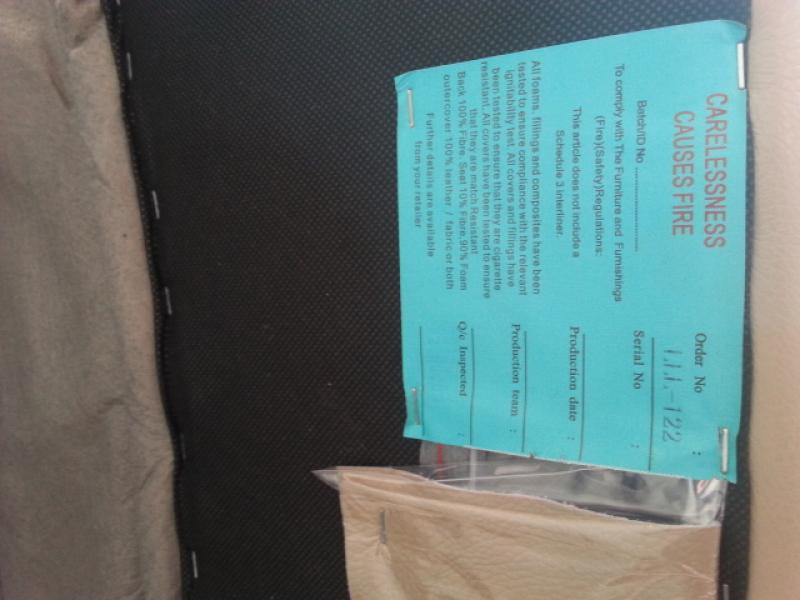 CARELESSNESS
CAUSES FIRE
Batch/ID No
To comply with The Furniture and Furnishings
(Fire)(Safety)Regulations:
This article does not include a
Schedule 3 Interliner.
All foams, fillings and composites have been
tested to ensure compliance with the relevant
ignitability test. All covers and fillings have
been tested to ensure that they are cigarette
resistant. All covers have been tested to ensure
that they are match Resistant
Back 100% Fibre. Seat 10% Fibre 90% Foam
outercover 100% leather / fabric or both
Further details are available
from your retailer
Order No :
111.-122
Serial No :
Production date :
Production team :
Q/c Inspected :